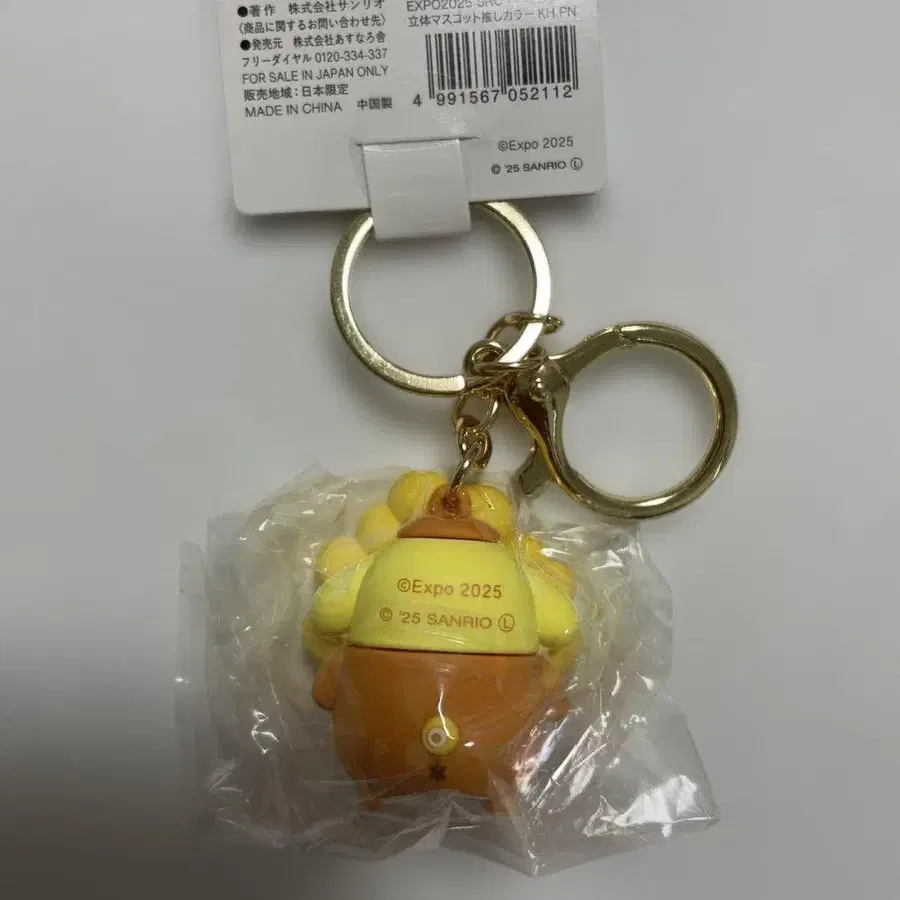 ●著作 株式会社サンリオ
〈商品に関するお問い合わせ先〉
●発売元 株式会社あすなろ舎
フリーダイヤル 0120-334-337
FOR SALE IN JAPAN ONLY
販売地域:日本限定
MADE IN CHINA 中国製
EXPO2025 SRC
立体マスコット推しカラー KH PN
4 991567 052112
©Expo 2025
© '25 SANRIO Ⓛ
©Expo 2025
© '25 SANRIO Ⓛ